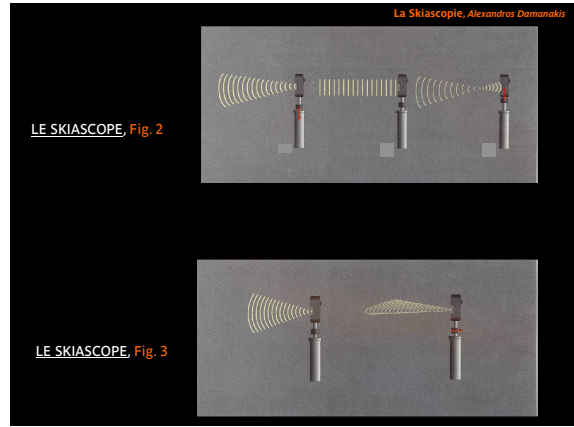 La Skiascopie, Alexandros Damanakis
LE SKIASCOPE, Fig. 2
LE SKIASCOPE, Fig. 3